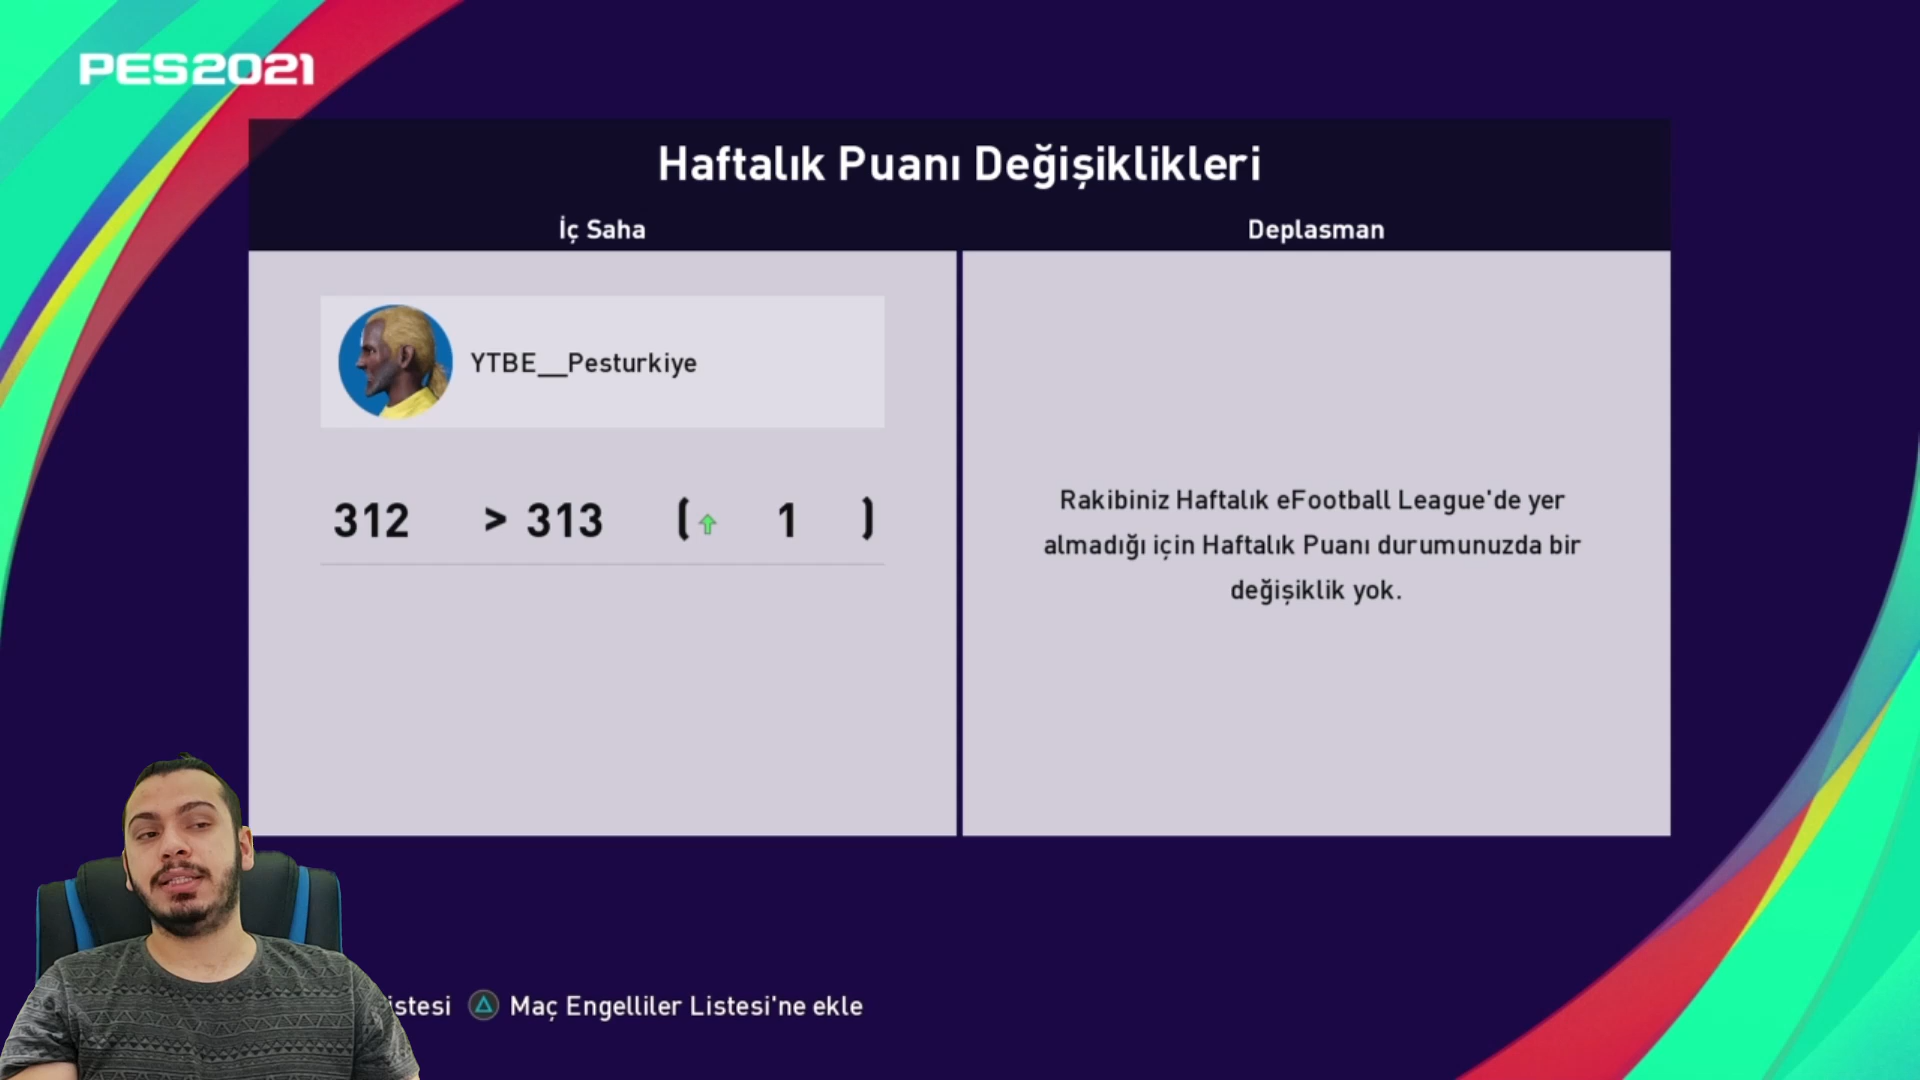 PES2021
Haftalık Puanı Değişiklikleri
İç Saha
Deplasman
YTBE__Pesturkiye
312 > 313 ( 1 )
Rakibiniz Haftalık eFootball League'de yer
almadığı için Haftalık Puanı durumunuzda bir
değişiklik yok.
Maç Engelliler Listesi'ne ekle